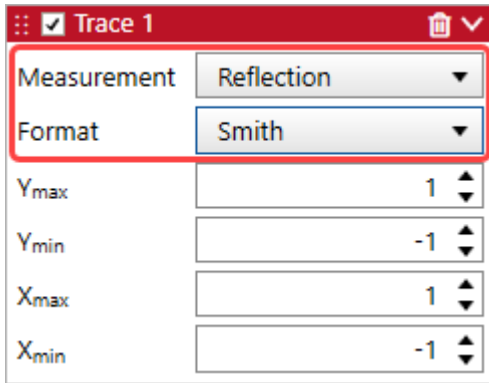 Trace 1
Measurement Reflection
Format Smith
Ymax 1
Ymin -1
Xmax 1
Xmin -1